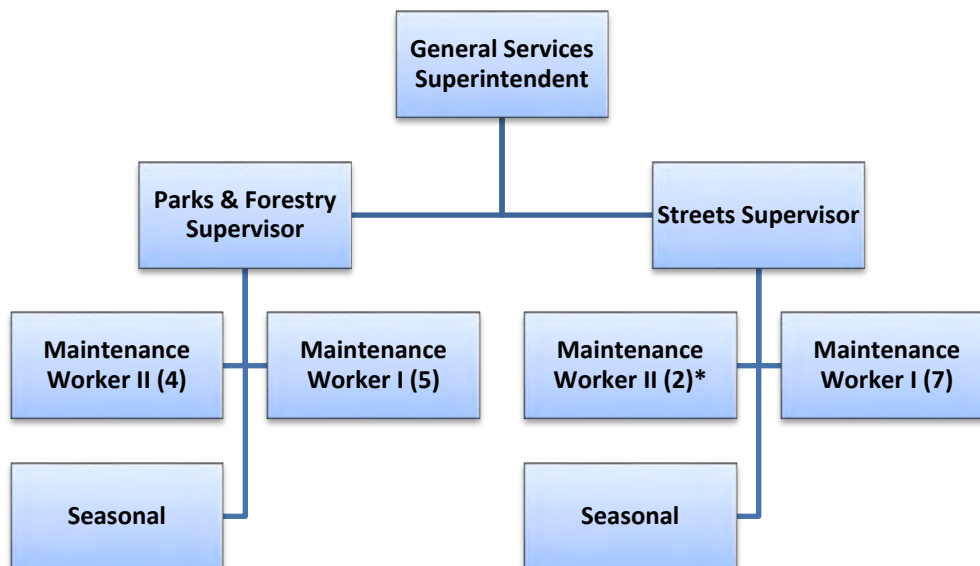 General Services
Superintendent
Parks & Forestry
Supervisor
Streets Supervisor
Maintenance
Worker II (4)
Maintenance
Worker I (5)
Maintenance
Worker II (2)*
Maintenance
Worker I (7)
Seasonal
Seasonal